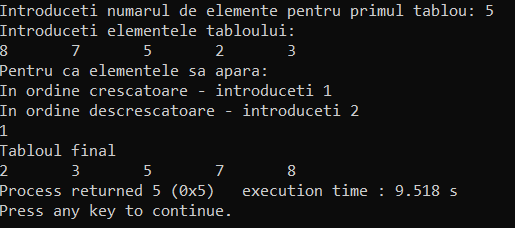 Introduceti numarul de elemente pentru primul tablou: 5
Introduceti elementele tabloului:
8       7       5       2       3
Pentru ca elementele sa apara:
In ordine crescatoare - introduceti 1
In ordine descrescatoare - introduceti 2
1
Tabloul final
2       3       5       7       8
Process returned 5 (0x5)   execution time : 9.518 s
Press any key to continue.